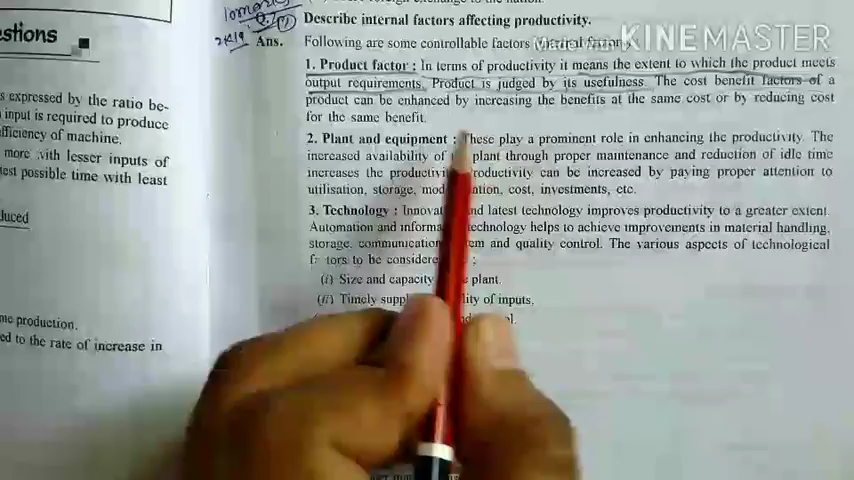 estions
s expressed by the ratio be-
input is required to produce
fficiency of machine.
more with lesser inputs of
test possible time with least
duced
me production.
ed to the rate of increase in
Describe internal factors affecting productivity.
Ans. Following are some controllable factors
Made with KINEMASTER
1. Product factor : In terms of productivity it means the extent to which the product meets
output requirements. Product is judged by its usefulness. The cost benefit factors of a
product can be enhanced by increasing the benefits at the same cost or by reducing cost
for the same benefit.
2. Plant and equipment : These play a prominent role in enhancing the productivity. The
increased availability of plant through proper maintenance and reduction of idle time
increases the productivity can be increased by paying proper attention to
utilisation, storage, cost, investments, etc.
3. Technology : and latest technology improves productivity to a greater extent.
Automation and technology helps to achieve improvements in material handling,
storage, communication and quality control. The various aspects of technological
to be considere :
(i) Size and capacity plant.
(ii) Timely of inputs.